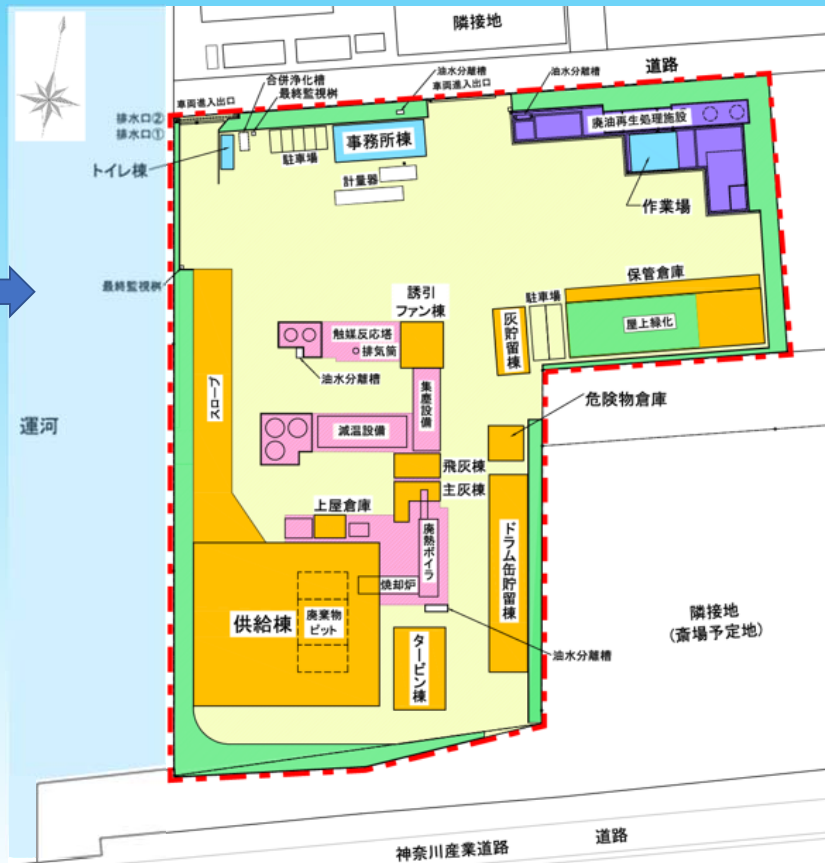 隣接地
道路
油水分離槽
油水分離槽
合併浄化槽
最終監視桝
車両進入出口
車両進入出口
排水口②
排水口①
トイレ棟
駐車場
事務所棟
計量器
廃油再生処理施設
作業場
最終監視桝
誘引
ファン棟
保管倉庫
駐車場
屋上緑化
灰貯留棟
触媒反応塔
排気筒
油水分離槽
スロープ
集塵設備
減温設備
運河
危険物倉庫
飛灰棟
主灰棟
上屋倉庫
廃熱ボイラ
ドラム缶貯留棟
焼却炉
供給棟
廃棄物
ピット
隣接地
(斎場予定地)
油水分離槽
タービン棟
神奈川産業道路
道路